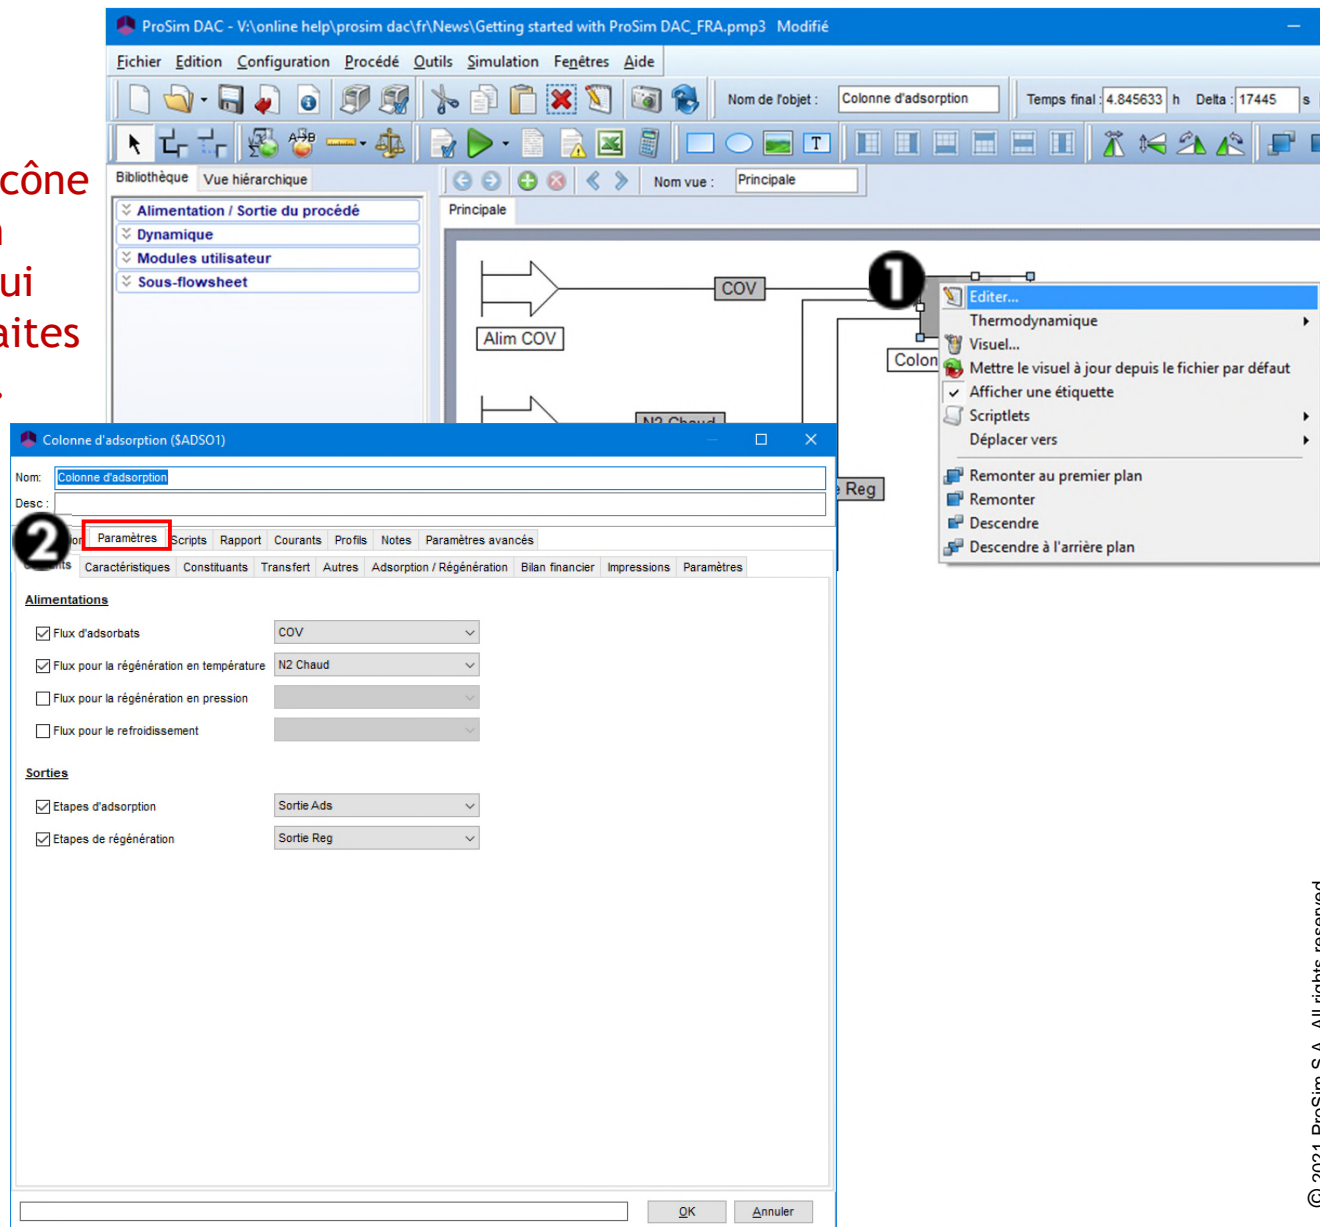 ProSim DAC - V:\online help\prosim dac\fr\News\Getting started with ProSim DAC_FRA.pmp3 Modifié
Fichier Edition Configuration Procédé Outils Simulation Fenêtres Aide
Nom de l'objet : Colonne d'adsorption Temps final : 4.845633 h Delta : 17445 s
Bibliothèque Vue hiérarchique
Nom vue : Principale
Alimentation / Sortie du procédé
Dynamique
Modules utilisateur
Sous-flowsheet
Principale
cône
ui
aites
.
COV
Alim COV
N2 Chaud
Colon
Reg
1
Editer...
Thermodynamique
Visuel...
Mettre le visuel à jour depuis le fichier par défaut
Afficher une étiquette
Scriptlets
Déplacer vers
Remonter au premier plan
Remonter
Descendre
Descendre à l'arrière plan
Colonne d'adsorption ($ADSO1)
Nom: Colonne d'adsorption
Desc :
2
Paramètres Scripts Rapport Courants Profils Notes Paramètres avancés
Caractéristiques Constituants Transfert Autres Adsorption / Régénération Bilan financier Impressions Paramètres
Alimentations
Flux d'adsorbats COV
Flux pour la régénération en température N2 Chaud
Flux pour la régénération en pression
Flux pour le refroidissement
Sorties
Etapes d'adsorption Sortie Ads
Etapes de régénération Sortie Reg
OK Annuler
© 2021 ProSim S.A. All rights reserved